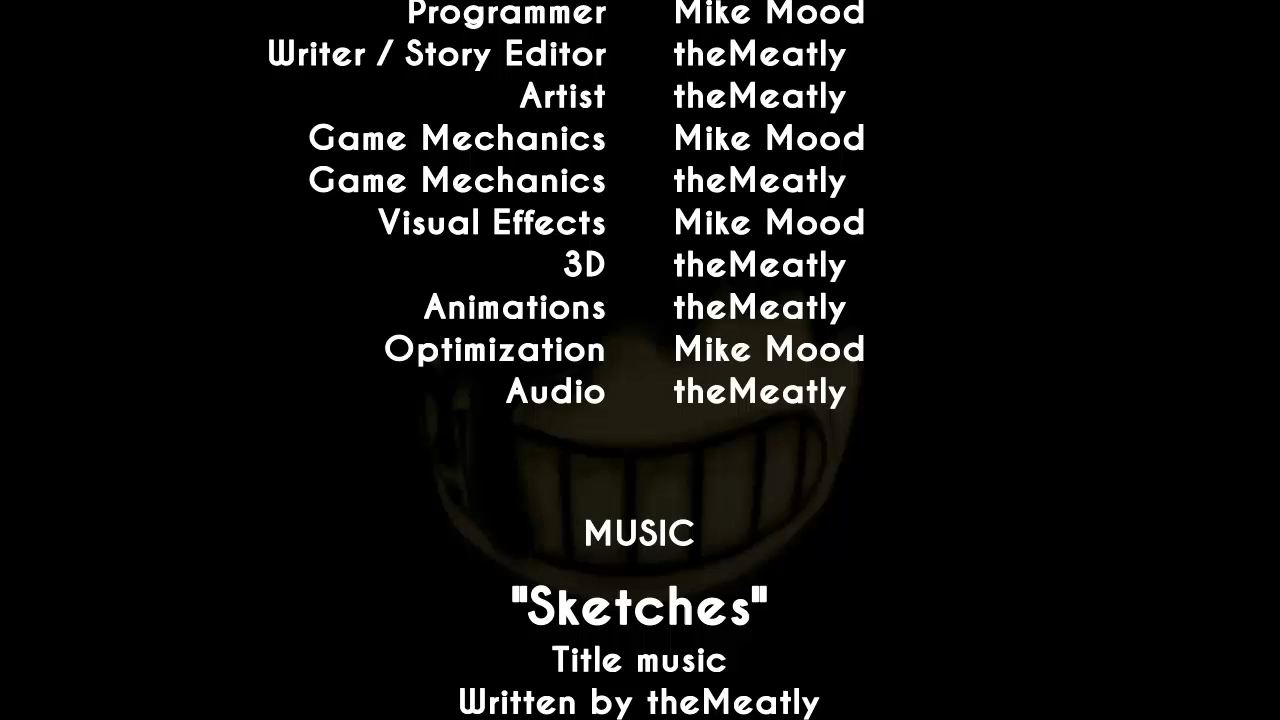 Programmer Mike Mood
Writer / Story Editor theMeatly
Artist theMeatly
Game Mechanics Mike Mood
Game Mechanics theMeatly
Visual Effects Mike Mood
3D theMeatly
Animations theMeatly
Optimization Mike Mood
Audio theMeatly
MUSIC
"Sketches"
Title music
Written by theMeatly